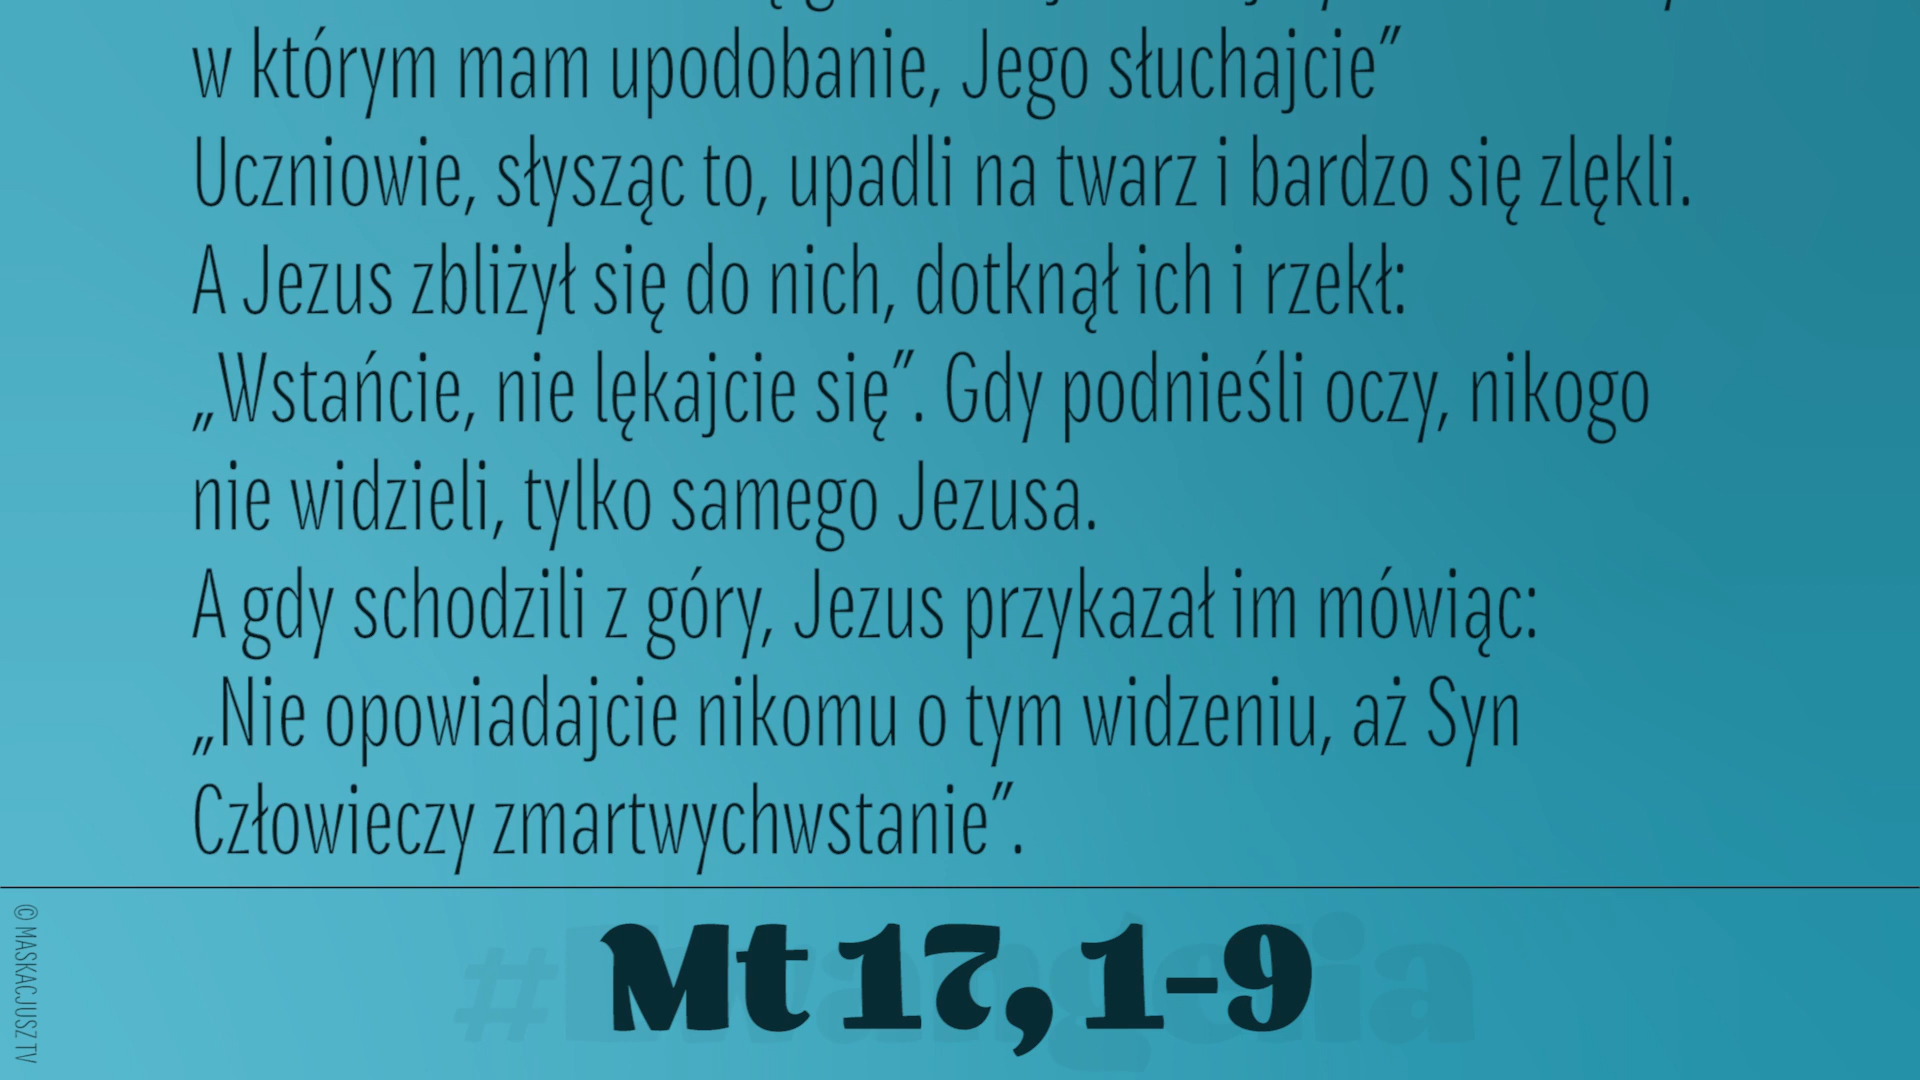 w którym mam upodobanie, Jego słuchajcie”
Uczniowie, słysząc to, upadli na twarz i bardzo się zlękli.
A Jezus zbliżył się do nich, dotknął ich i rzekł:
„Wstańcie, nie lękajcie się”. Gdy podnieśli oczy, nikogo
nie widzieli, tylko samego Jezusa.
A gdy schodzili z góry, Jezus przykazał im mówiąc:
„Nie opowiadajcie nikomu o tym widzeniu, aż Syn
Człowieczy zmartwychwstanie”.
#Ewangelia
Mt 17, 1-9
© MASKACJUSZ TV